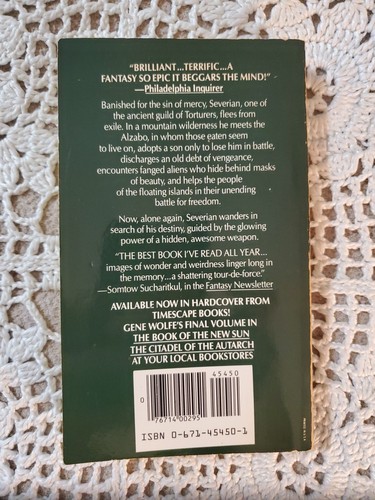 "BRILLIANT...TERRIFIC...A
FANTASY SO EPIC IT BEGGARS THE MIND!"
—Philadelphia Inquirer
Banished for the sin of mercy, Severian, one of
the ancient guild of Torturers, flees from
exile. In a mountain wilderness he meets the
Alzabo, in whom those eaten seem
to live on, adopts a son only to lose him in battle,
discharges an old debt of vengeance,
encounters fanged aliens who hide behind masks
of beauty, and helps the people
of the floating islands in their unending
battle for freedom.
Now, alone again, Severian wanders in
search of his destiny, guided by the glowing
power of a hidden, awesome weapon.
"THE BEST BOOK I'VE READ ALL YEAR...
images of wonder and weirdness linger long
in the memory...a shattering tour-de-force."
—Somtow Sucharitkul, in the Fantasy Newsletter
AVAILABLE NOW IN HARDCOVER FROM
TIMESCAPE BOOKS!
GENE WOLFE'S FINAL VOLUME IN
THE BOOK OF THE NEW SUN
THE CITADEL OF THE AUTARCH
AT YOUR LOCAL BOOKSTORES
45450
0 76714 00295
ISBN 0-671-45450-1